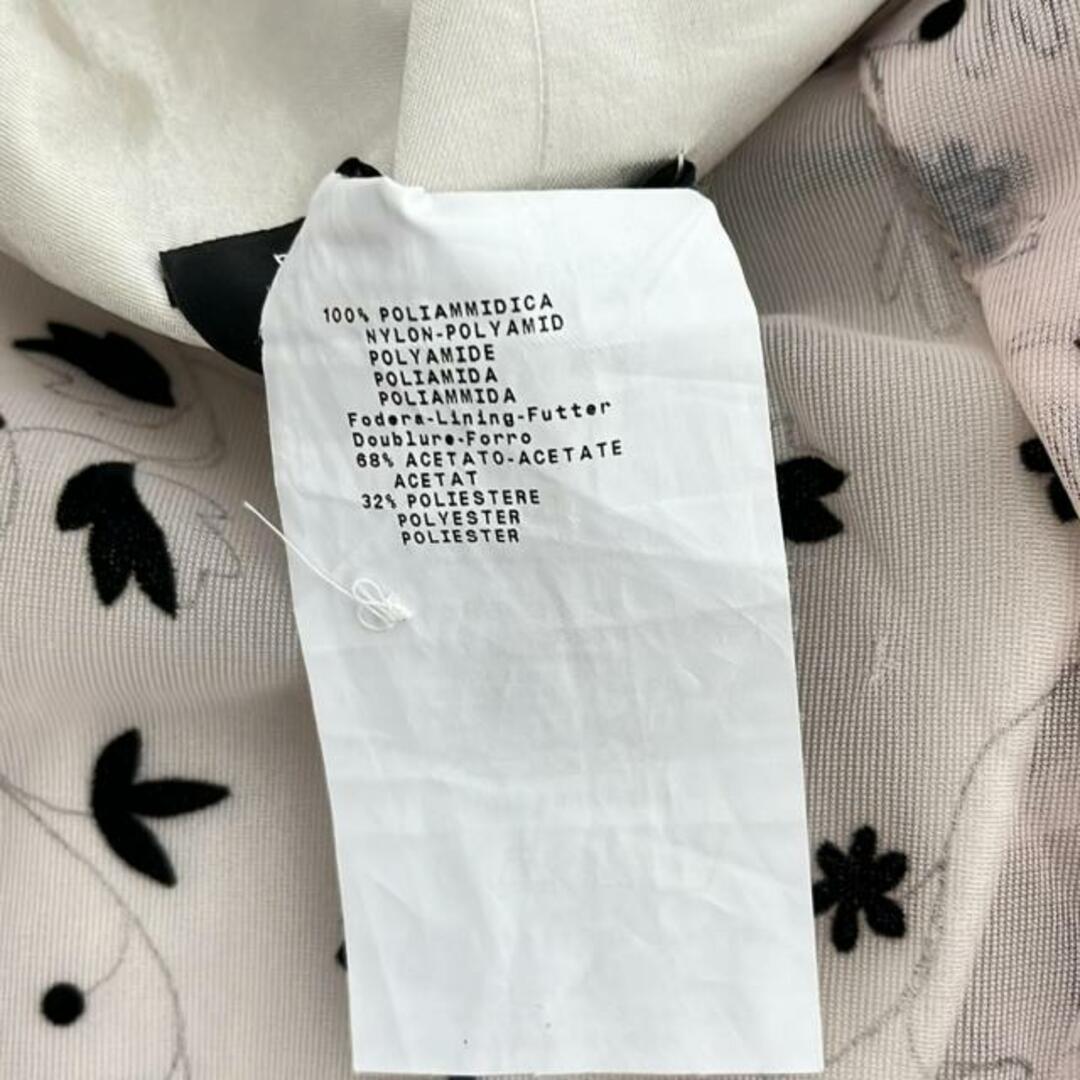 100% POLIAMMIDICA
NYLON-POLYAMID
POLYAMIDE
POLIAMIDA
POLIAMMIDA
Fodera-Lining-Futter
Doublure-Forro
68% ACETATO-ACETATE
ACETAT
32% POLIESTERE
POLYESTER
POLIESTER